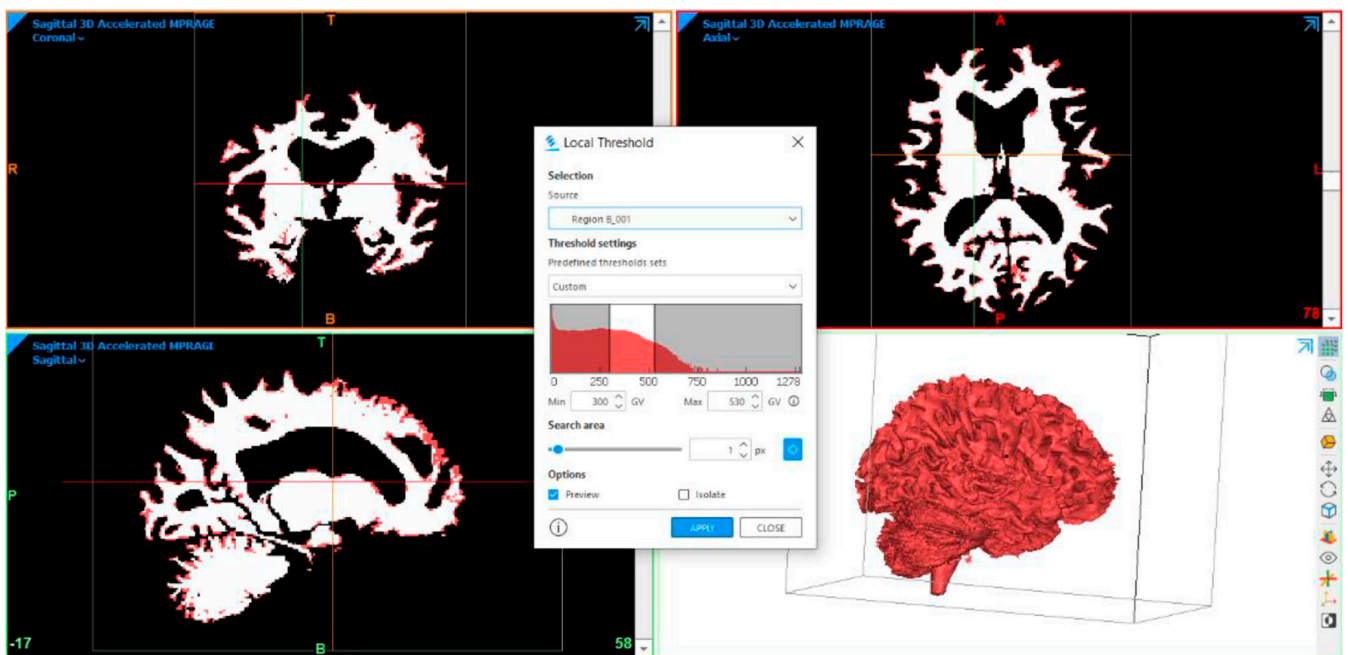 Sagittal 3D Accelerated MPRAGE
Coronal
T
R
B
Sagittal 3D Accelerated MPRAGE
Axial
A
L
P
78
Local Threshold
Selection
Source
Region B_001
Threshold settings
Predefined thresholds sets
Custom
0 250 500 750 1000 1278
Min 300 GV Max 530 GV
Search area
1 px
Options
Preview Isolate
APPLY CLOSE
Sagittal 3D Accelerated MPRAGE
Sagittal
T
P
-17
B
58